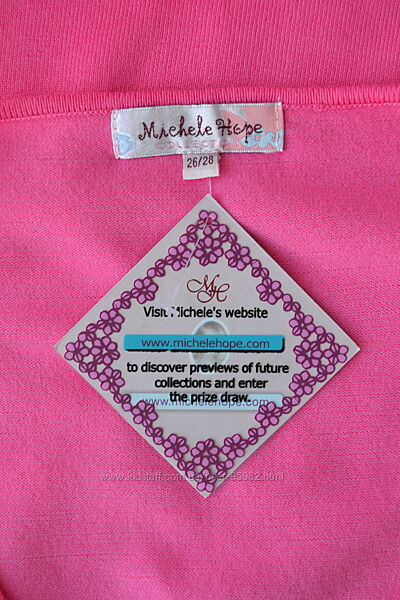 Michele Hope
COLLECTION
26/28
MH
Visit Michele's website
www.michelehope.com
to discover previews of future
collections and enter
the prize draw.
www.michelehope.com